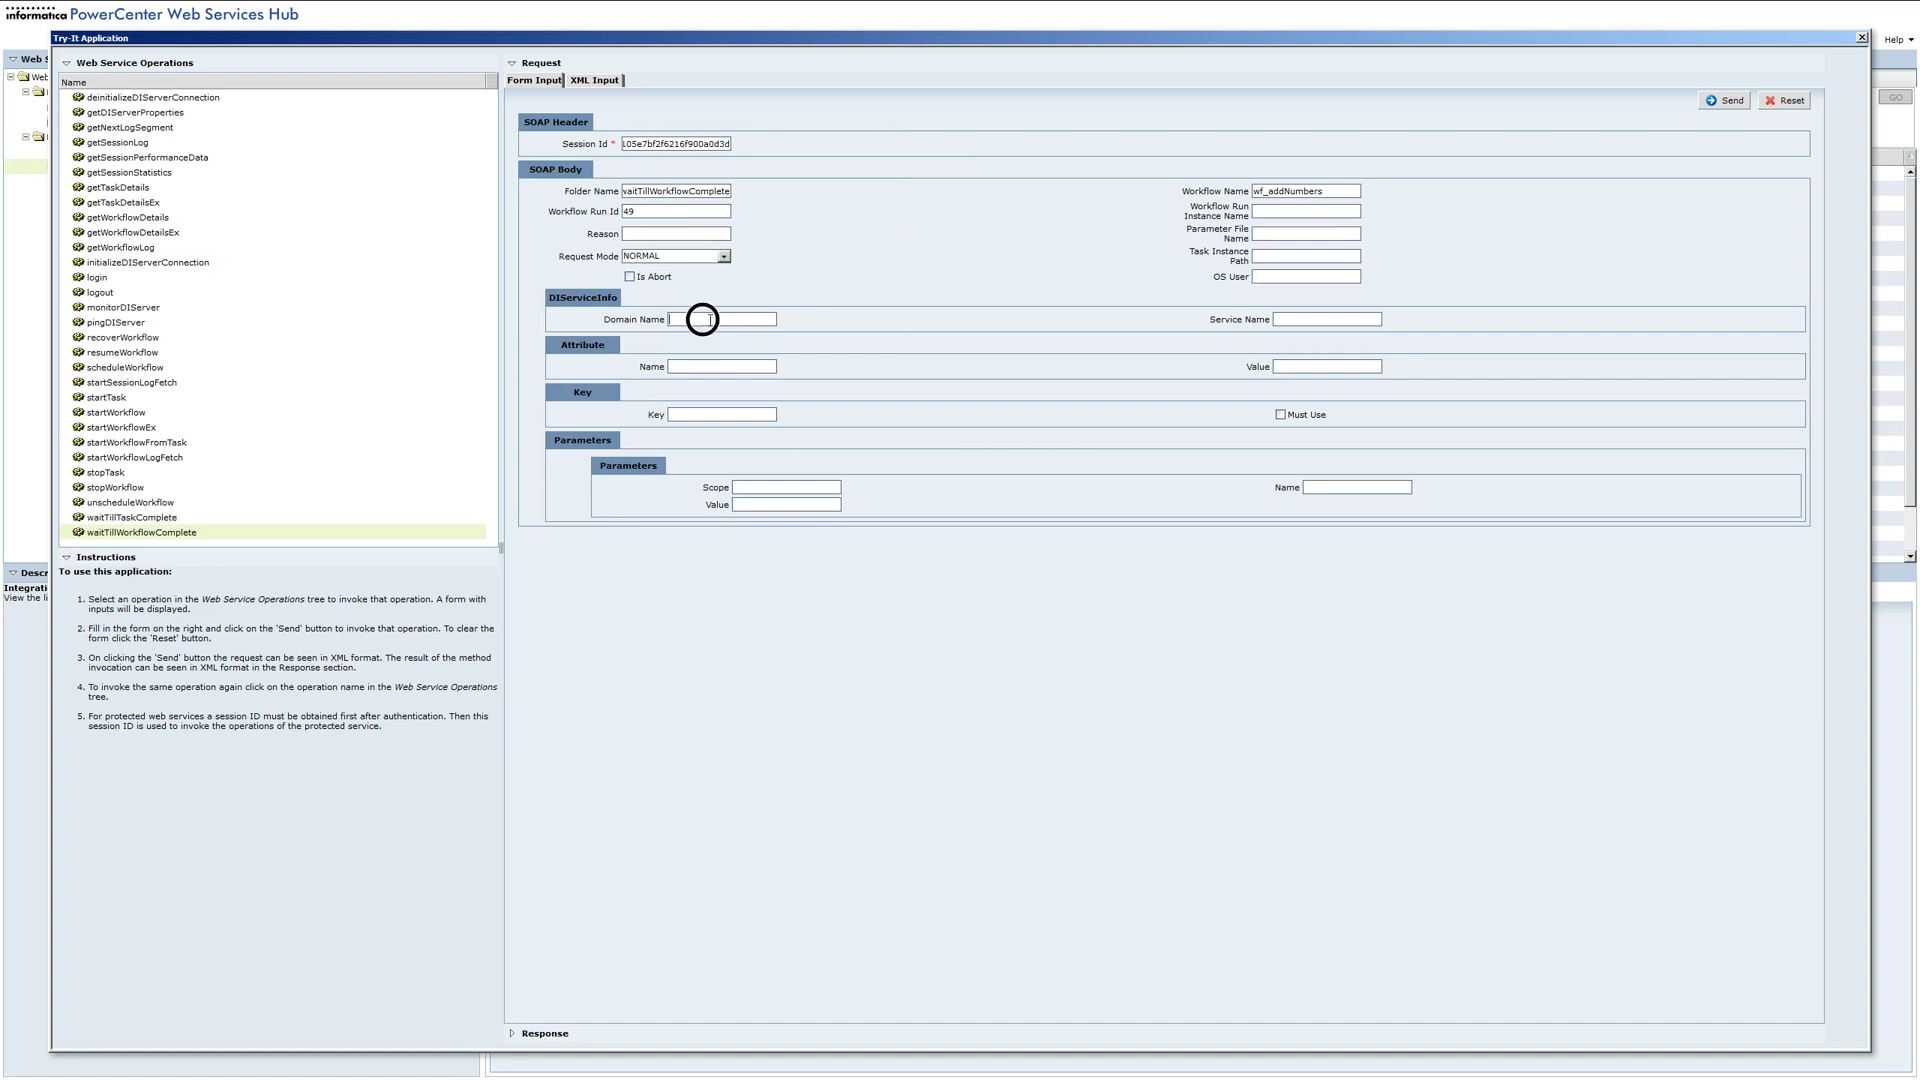 informatica PowerCenter Web Services Hub
Try-It Application
Help
Web S
Web Service Operations
Request
Web
Name
Form Input
XML Input
GO
deinitializeDIServerConnection
getDIServerProperties
getNextLogSegment
getSessionLog
getSessionPerformanceData
getSessionStatistics
getTaskDetails
getTaskDetailsEx
getWorkflowDetails
getWorkflowDetailsEx
getWorkflowLog
initializeDIServerConnection
login
logout
monitorDIServer
pingDIServer
recoverWorkflow
resumeWorkflow
scheduleWorkflow
startSessionLogFetch
startTask
startWorkflow
startWorkflowEx
startWorkflowFromTask
startWorkflowLogFetch
stopTask
stopWorkflow
unscheduleWorkflow
waitTillTaskComplete
waitTillWorkflowComplete
Send
Reset
SOAP Header
Session Id * 105e7bf2f6216f900a0d3d
SOAP Body
Folder Name vaitTillWorkflowComplete
Workflow Name wf_addNumbers
Workflow Run Id 49
Workflow Run
Instance Name
Reason
Parameter File
Name
Request Mode NORMAL
Task Instance
Path
Is Abort
OS User
DIServiceInfo
Domain Name
Service Name
Attribute
Name
Value
Key
Key
Must Use
Parameters
Parameters
Scope
Name
Value
Instructions
To use this application:
1. Select an operation in the Web Service Operations tree to invoke that operation. A form with
inputs will be displayed.
2. Fill in the form on the right and click on the 'Send' button to invoke that operation. To clear the
form click the 'Reset' button.
3. On clicking the 'Send' button the request can be seen in XML format. The result of the method
invocation can be seen in XML format in the Response section.
4. To invoke the same operation again click on the operation name in the Web Service Operations
tree.
5. For protected web services a session ID must be obtained first after authentication. Then this
session ID is used to invoke the operations of the protected service.
Descr
Integrati
View the li
Response